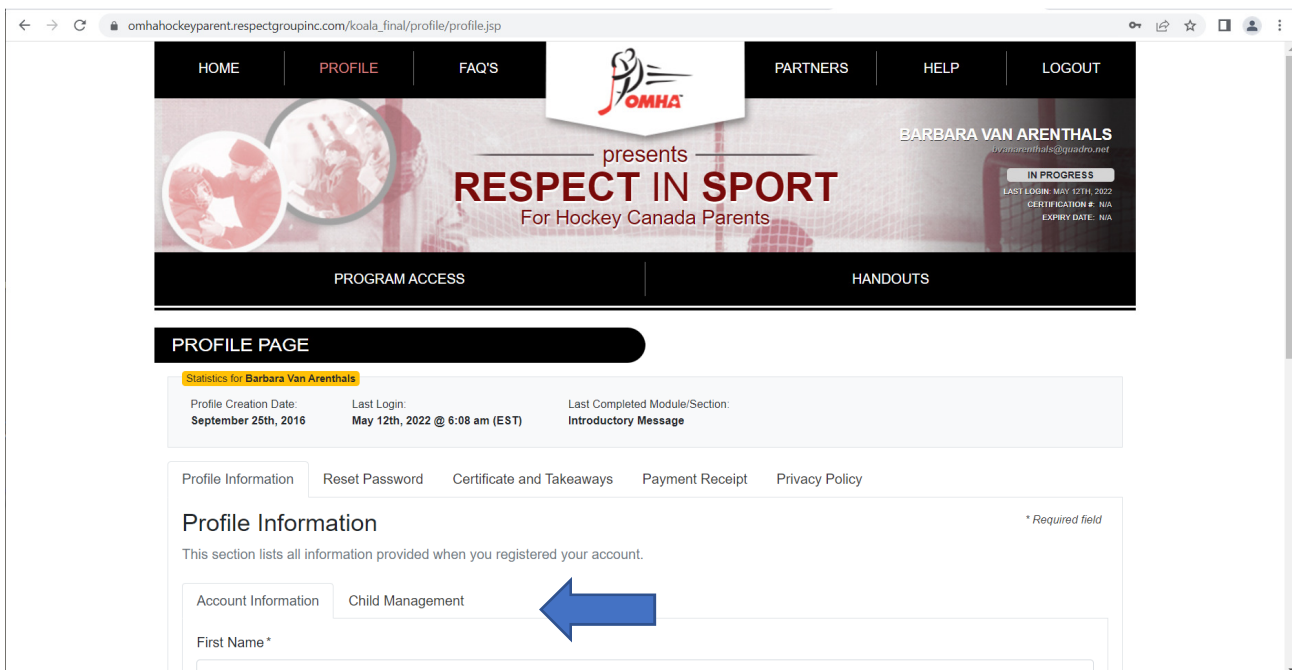 omhahockeyparent.respectgroupinc.com/koala_final/profile/profile.jsp
HOME PROFILE FAQ'S OMHA PARTNERS HELP LOGOUT
BARBARA VAN ARENTHALS
bvanarenthals@quadro.net
IN PROGRESS
LAST LOGIN: MAY 12TH, 2022
CERTIFICATION #: N/A
EXPIRY DATE: N/A
presents
RESPECT IN SPORT
For Hockey Canada Parents
PROGRAM ACCESS HANDOUTS
PROFILE PAGE
Statistics for Barbara Van Arenthals
Profile Creation Date: Last Login: Last Completed Module/Section:
September 25th, 2016 May 12th, 2022 @ 6:08 am (EST) Introductory Message
Profile Information Reset Password Certificate and Takeaways Payment Receipt Privacy Policy
Profile Information * Required field
This section lists all information provided when you registered your account.
Account Information Child Management
First Name*